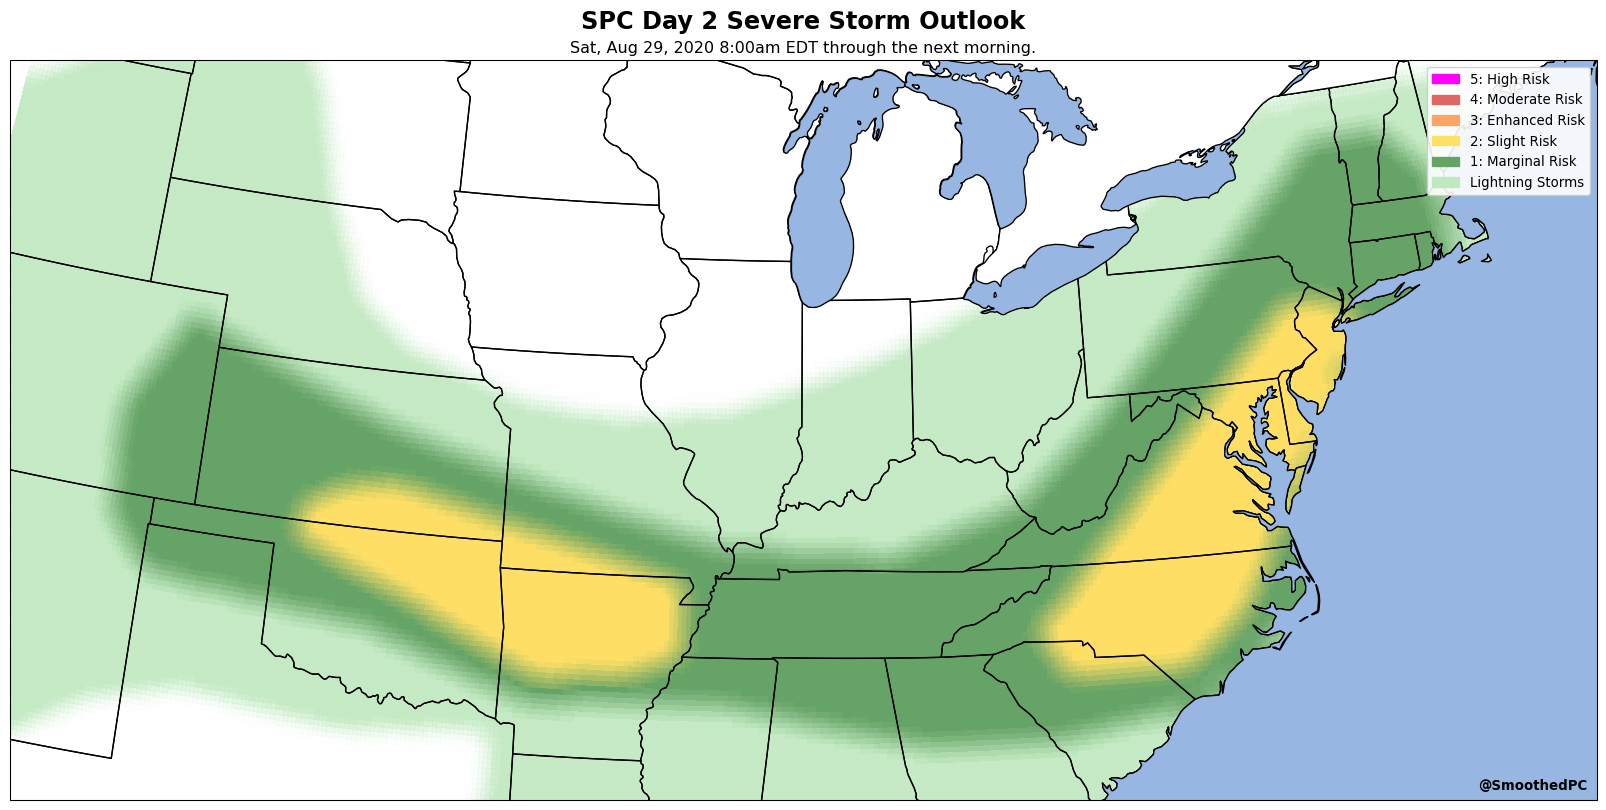 SPC Day 2 Severe Storm Outlook
Sat, Aug 29, 2020 8:00am EDT through the next morning.
5: High Risk
4: Moderate Risk
3: Enhanced Risk
2: Slight Risk
1: Marginal Risk
Lightning Storms
@SmoothedPC